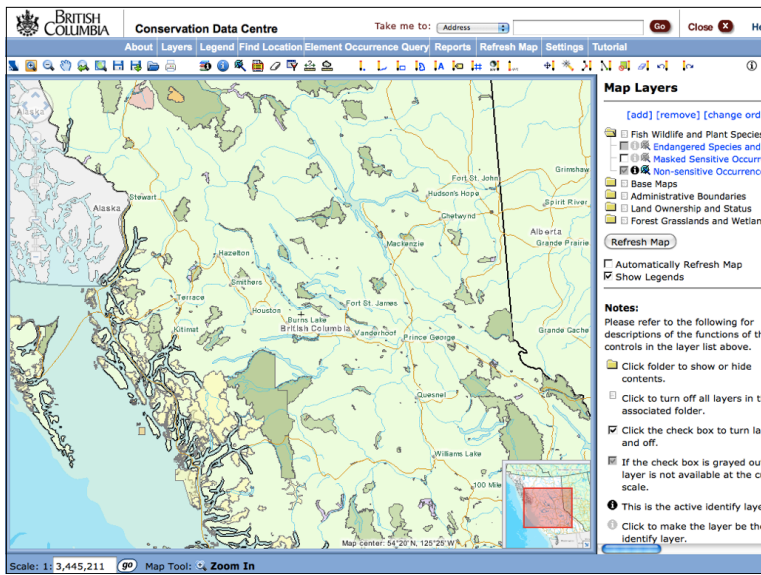 BRITISH
COLUMBIA
Conservation Data Centre
Take me to: Address Go Close X He
About Layers Legend Find Location Element Occurrence Query Reports Refresh Map Settings Tutorial
Map Layers
[add] [remove] [change ord
Fish Wildlife and Plant Species
Endangered Species and
Masked Sensitive Occurr
Non-sensitive Occurrence
Base Maps
Administrative Boundaries
Land Ownership and Status
Forest Grasslands and Wetlan
Refresh Map
Automatically Refresh Map
Show Legends
Notes:
Please refer to the following for
descriptions of the functions of th
controls in the layer list above.
Click folder to show or hide
contents.
Click to turn off all layers in t
associated folder.
Click the check box to turn la
and off.
If the check box is grayed ou
layer is not available at the cu
scale.
This is the active identify laye
Click to make the layer be the
identify layer.
Alaska
Alaska
Stewart
Fort St. John
Hudson's Hope
Grimshaw
Spirit River
Chetwynd
Alberta
Mackenzie
Grande Prairie
Hazelton
Smithers
Terrace
Houston
Fort St. James
Kitimat
Burns Lake
British Columbia
Vanderhoof
Prince George
Grande Cache
Quesnel
Williams Lake
100 Mile
Map center: 54°20' N, 125°25' W
Scale: 1: 3,445,211 go Map Tool: Zoom In